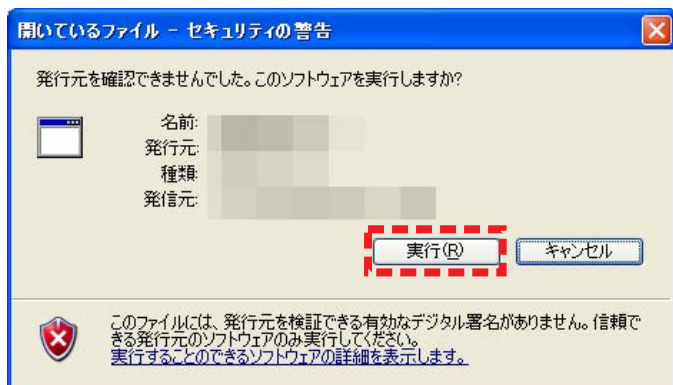 開いているファイル - セキュリティの警告
発行元を確認できませんでした。このソフトウェアを実行しますか?
名前:
発行元:
種類:
発信元:
実行(R)
キャンセル
このファイルには、発行元を検証できる有効なデジタル署名がありません。信頼で
きる発行元のソフトウェアのみ実行してください。
実行することのできるソフトウェアの詳細を表示します。